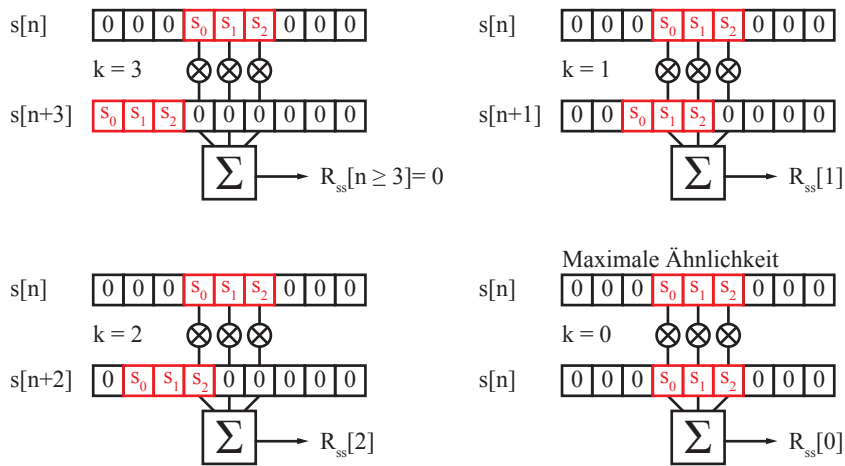 s[n] 0 0 0 s₀ s₁ s₂ 0 0 0
k = 3
s[n+3] s₀ s₁ s₂ 0 0 0 0 0 0
Σ
R_ss[n ≥ 3]= 0
s[n] 0 0 0 s₀ s₁ s₂ 0 0 0
k = 1
s[n+1] 0 0 s₀ s₁ s₂ 0 0 0 0
Σ
R_ss[1]
s[n] 0 0 0 s₀ s₁ s₂ 0 0 0
k = 2
s[n+2] 0 s₀ s₁ s₂ 0 0 0 0 0
Σ
R_ss[2]
Maximale Ähnlichkeit
s[n] 0 0 0 s₀ s₁ s₂ 0 0 0
k = 0
s[n] 0 0 0 s₀ s₁ s₂ 0 0 0
Σ
R_ss[0]